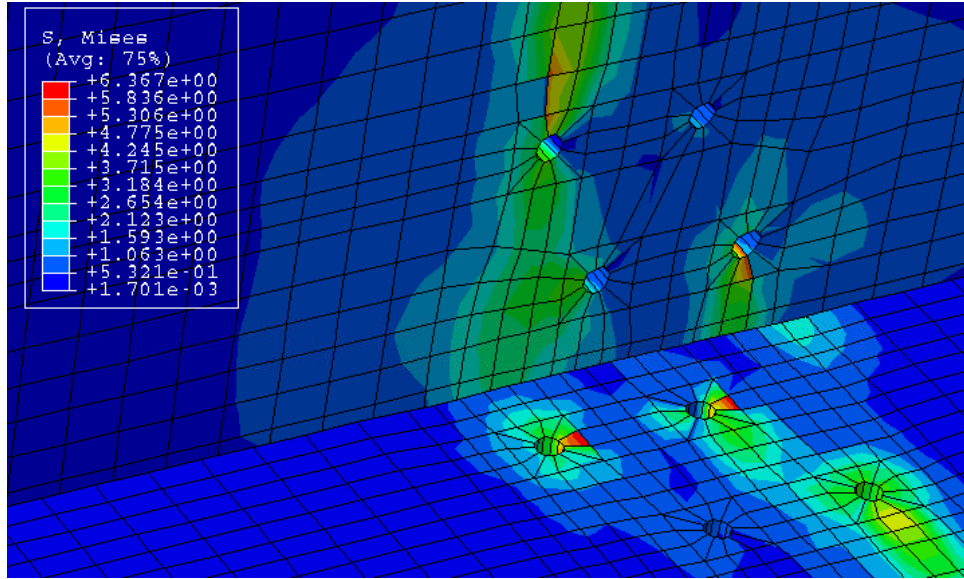 S, Mises
(Avg: 75%)
+6.367e+00
+5.836e+00
+5.306e+00
+4.775e+00
+4.245e+00
+3.715e+00
+3.184e+00
+2.654e+00
+2.123e+00
+1.593e+00
+1.063e+00
+5.321e-01
+1.701e-03